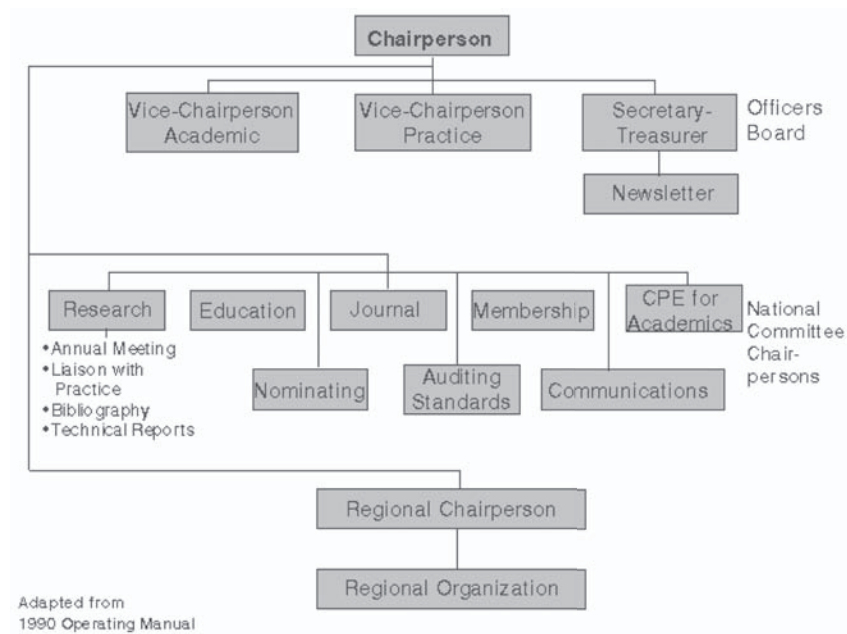 Chairperson
Vice-Chairperson
Academic
Vice-Chairperson
Practice
Secretary-
Treasurer
Officers
Board
Newsletter
Research
Education
Journal
Membership
CPE for
Academics
National
Committee
Chair-
persons
•Annual Meeting
•Liaison with
Practice
•Bibliography
•Technical Reports
Nominating
Auditing
Standards
Communications
Regional Chairperson
Regional Organization
Adapted from
1990 Operating Manual